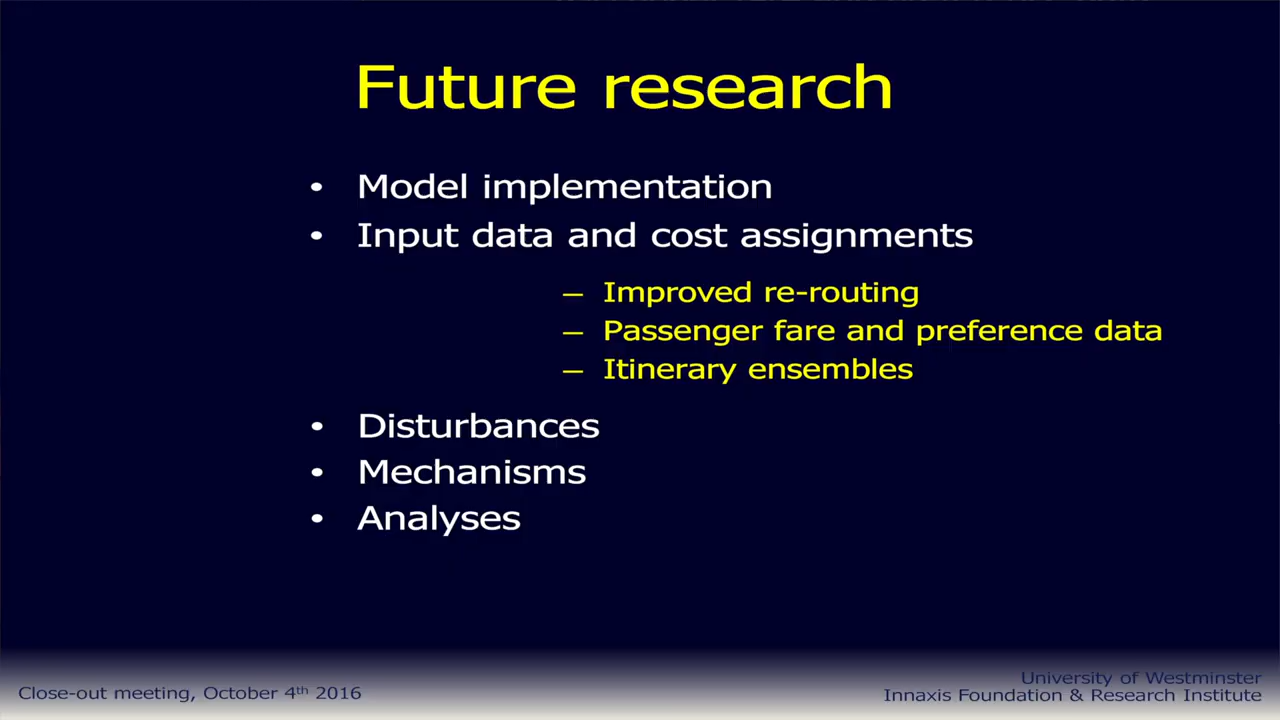 Future research
• Model implementation
• Input data and cost assignments
– Improved re-routing
– Passenger fare and preference data
– Itinerary ensembles
• Disturbances
• Mechanisms
• Analyses
Close-out meeting, October 4th 2016
University of Westminster
Innaxis Foundation & Research Institute